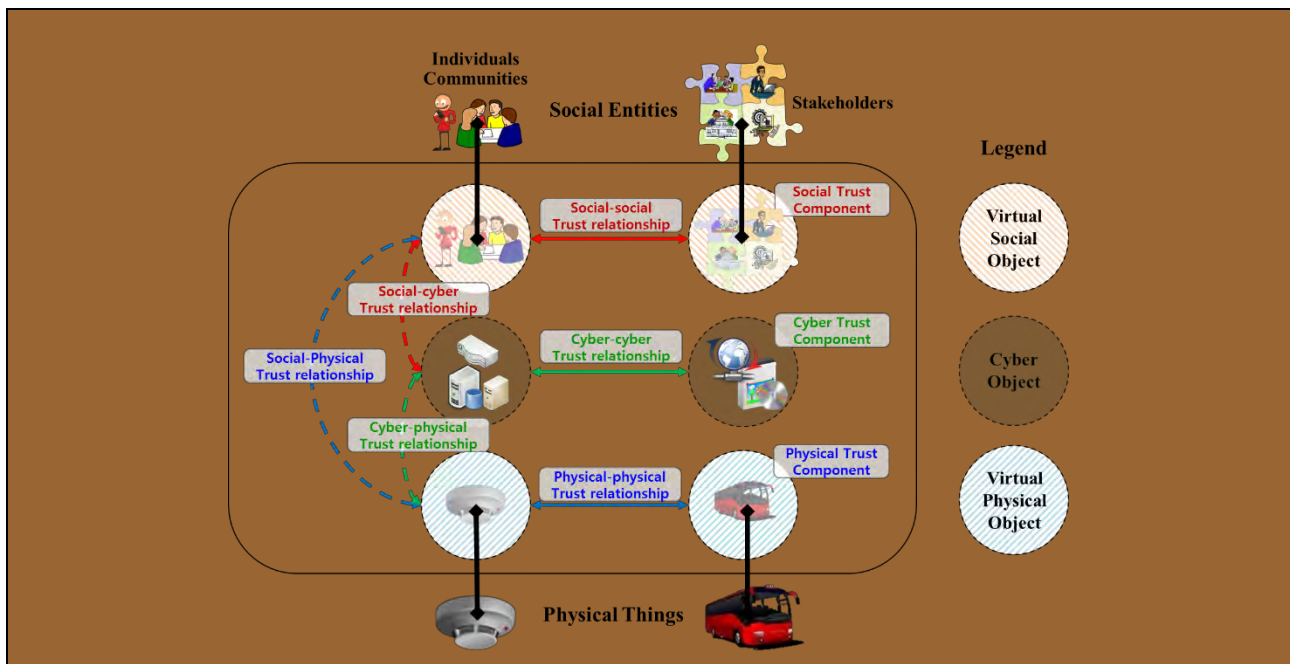 Individuals
Communities
Social Entities
Stakeholders
Legend
Social Trust
Component
Social-social
Trust relationship
Virtual
Social
Object
Social-cyber
Trust relationship
Cyber Trust
Component
Cyber-cyber
Trust relationship
Social-Physical
Trust relationship
Cyber
Object
Cyber-physical
Trust relationship
Physical Trust
Component
Physical-physical
Trust relationship
Virtual
Physical
Object
Physical Things